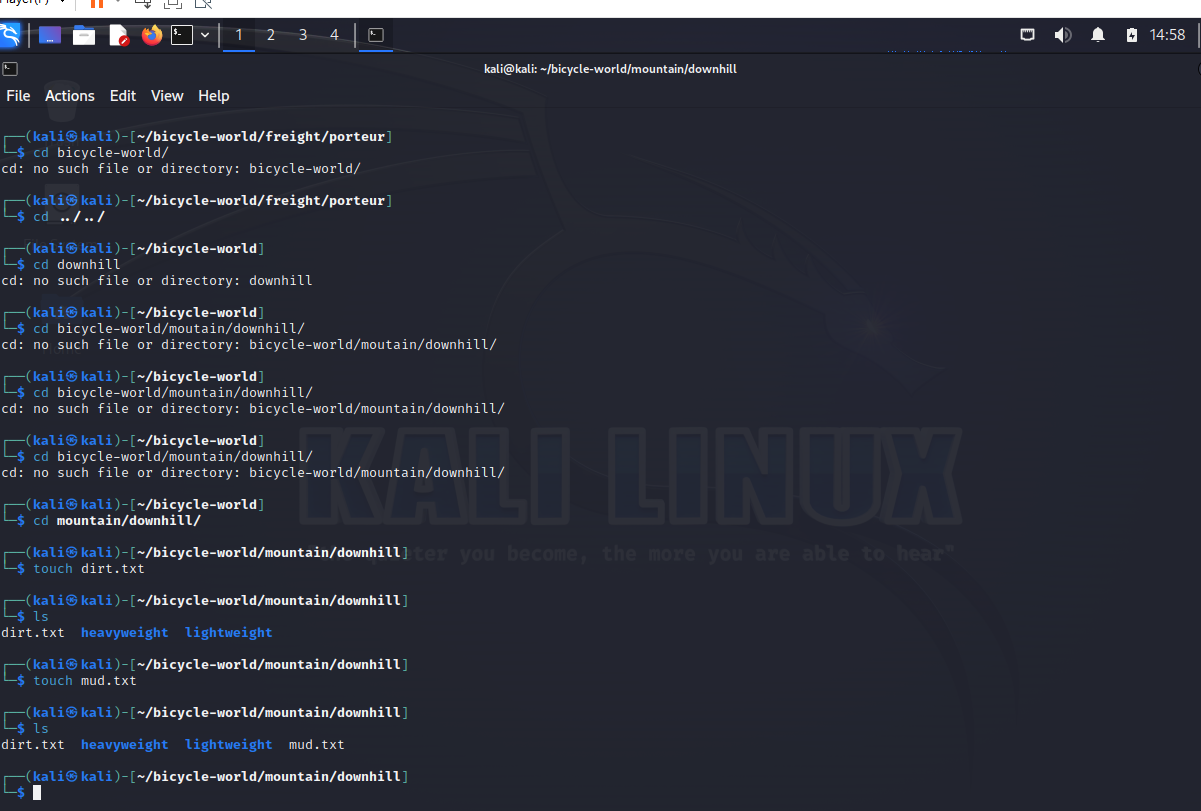 1 2 3 4
14:58
kali@kali: ~/bicycle-world/mountain/downhill
File Actions Edit View Help
┌──(kali㉿kali)-[~/bicycle-world/freight/porteur]
└─$ cd bicycle-world/
cd: no such file or directory: bicycle-world/
┌──(kali㉿kali)-[~/bicycle-world/freight/porteur]
└─$ cd ../../
┌──(kali㉿kali)-[~/bicycle-world]
└─$ cd downhill
cd: no such file or directory: downhill
┌──(kali㉿kali)-[~/bicycle-world]
└─$ cd bicycle-world/moutain/downhill/
cd: no such file or directory: bicycle-world/moutain/downhill/
┌──(kali㉿kali)-[~/bicycle-world]
└─$ cd bicycle-world/mountain/downhill/
cd: no such file or directory: bicycle-world/mountain/downhill/
┌──(kali㉿kali)-[~/bicycle-world]
└─$ cd bicycle-world/mountain/downhill/
cd: no such file or directory: bicycle-world/mountain/downhill/
┌──(kali㉿kali)-[~/bicycle-world]
└─$ cd mountain/downhill/
┌──(kali㉿kali)-[~/bicycle-world/mountain/downhill]
└─$ touch dirt.txt
┌──(kali㉿kali)-[~/bicycle-world/mountain/downhill]
└─$ ls
dirt.txt heavyweight lightweight
┌──(kali㉿kali)-[~/bicycle-world/mountain/downhill]
└─$ touch mud.txt
┌──(kali㉿kali)-[~/bicycle-world/mountain/downhill]
└─$ ls
dirt.txt heavyweight lightweight mud.txt
┌──(kali㉿kali)-[~/bicycle-world/mountain/downhill]
└─$
KALI LINUX
you become, the more you are able to hear"